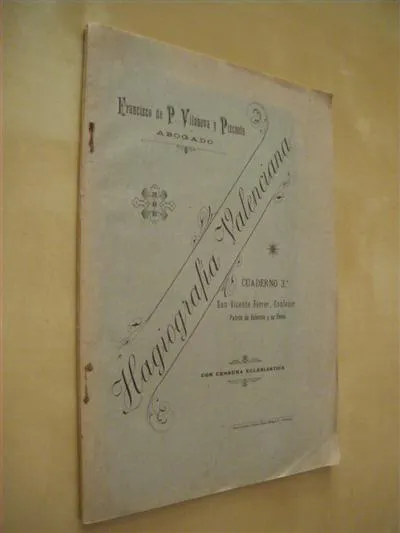 Francisco de P. Vilanova y Pizcueta
ABOGADO
Hagiografía Valenciana
CUADERNO 3.º
San Vicente Ferrer, Confesor
Patrón de Valencia y su Reino
CON CENSURA ECLESIÁSTICA